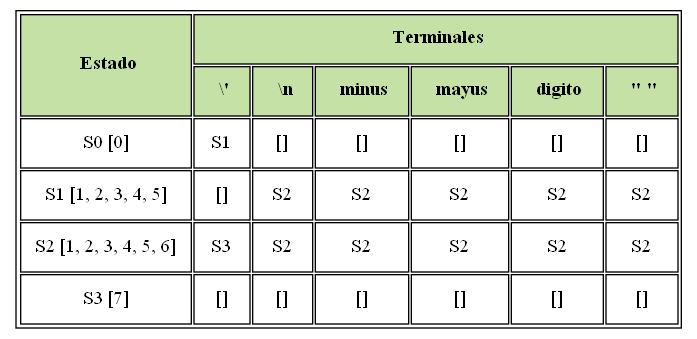 Estado Terminales
\' \n minus mayus digito " "
S0 [0] S1 [] [] [] [] []
S1 [1, 2, 3, 4, 5] [] S2 S2 S2 S2 S2
S2 [1, 2, 3, 4, 5, 6] S3 S2 S2 S2 S2 S2
S3 [7] [] [] [] [] [] []